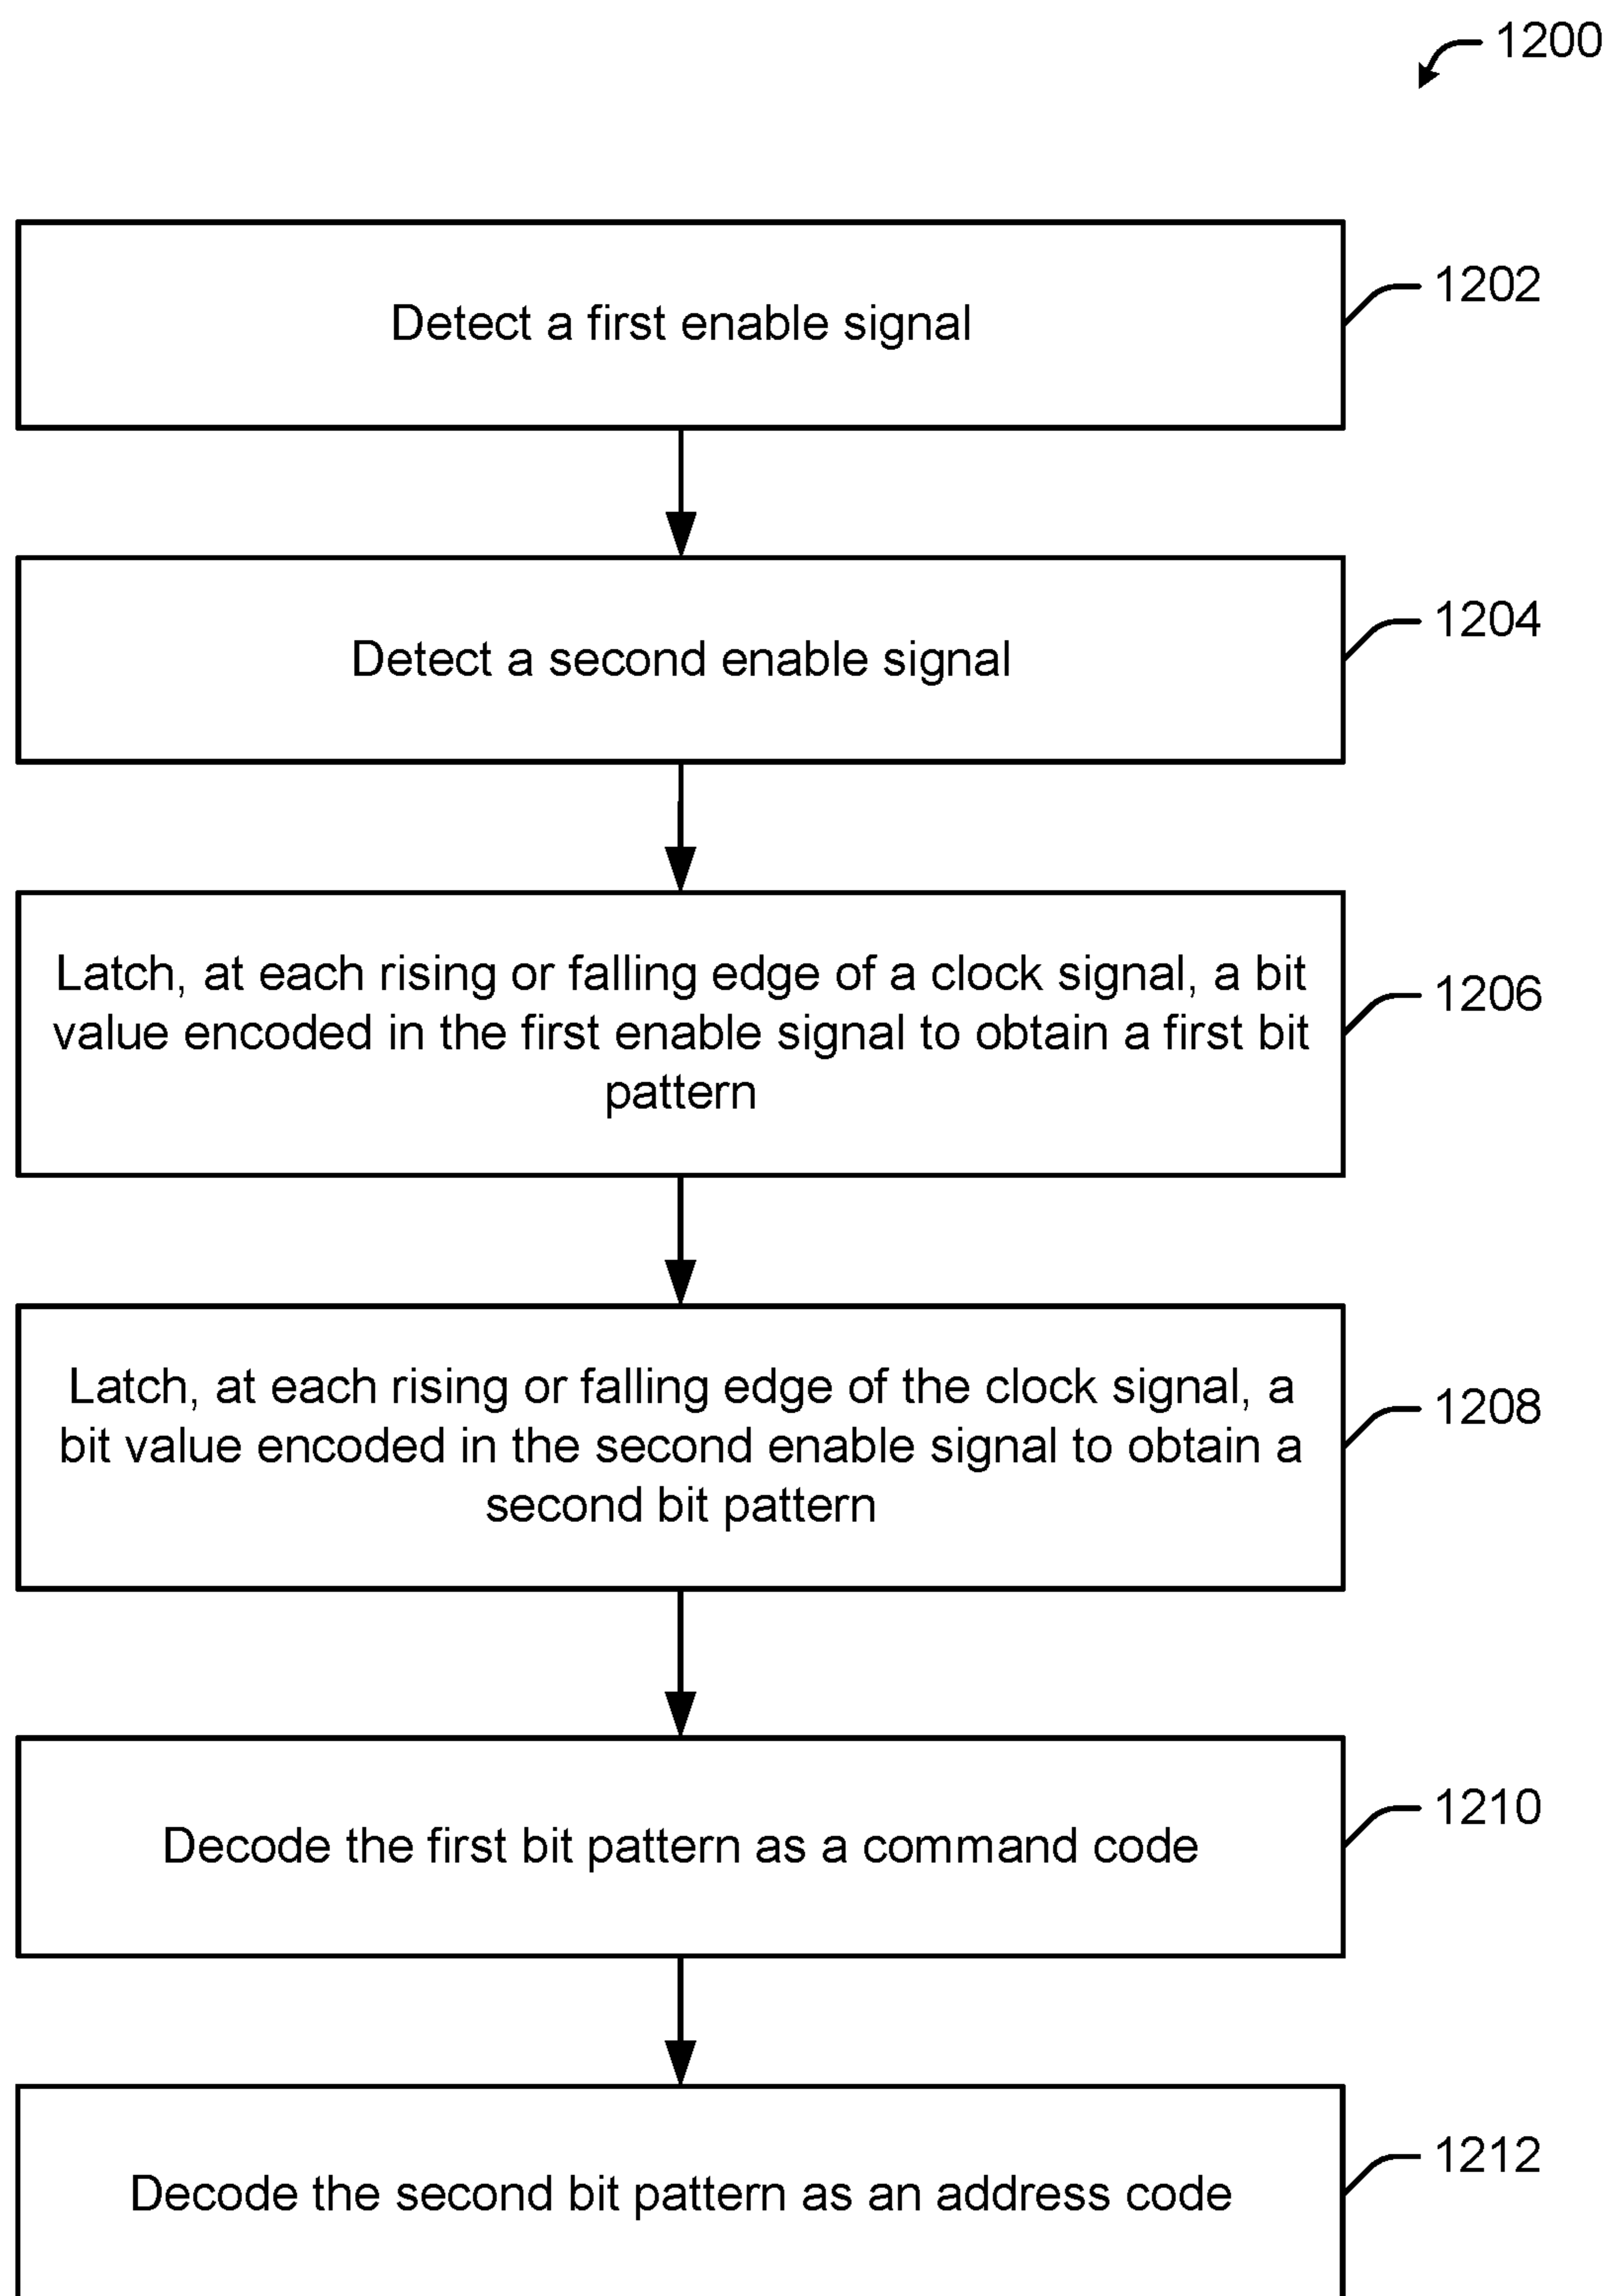 1200
Detect a first enable signal
1202
Detect a second enable signal
1204
Latch, at each rising or falling edge of a clock signal, a bit
value encoded in the first enable signal to obtain a first bit
pattern
1206
Latch, at each rising or falling edge of the clock signal, a
bit value encoded in the second enable signal to obtain a
second bit pattern
1208
Decode the first bit pattern as a command code
1210
Decode the second bit pattern as an address code
1212